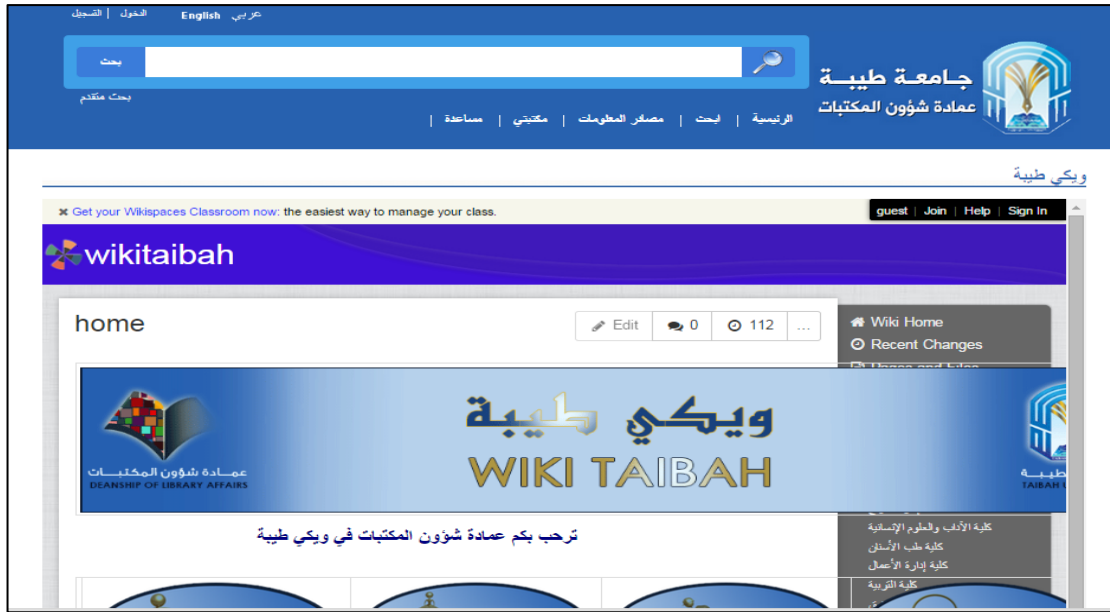 عربي English الدخول | التسجيل
بحث
بحث متقدم
جامعة طيبة
عمادة شؤون المكتبات
الرئيسية | ابحث | مصادر المعلومات | مكتبتي | مساعدة |
ويكي طيبة
✖ Get your Wikispaces Classroom now: the easiest way to manage your class.
guest | Join | Help | Sign In
wikitaibah
home
Edit 0 112 ...
Wiki Home
Recent Changes
Pages and Files
ويكي طيبة
WIKI TAIBAH
عمادة شؤون المكتبات
DEANSHIP OF LIBRARY AFFAIRS
طيبة
TAIBAH
ترحب بكم عمادة شؤون المكتبات في ويكي طيبة
كلية الآداب والعلوم الإنسانية
كلية طب الأسنان
كلية إدارة الأعمال
كلية التربية